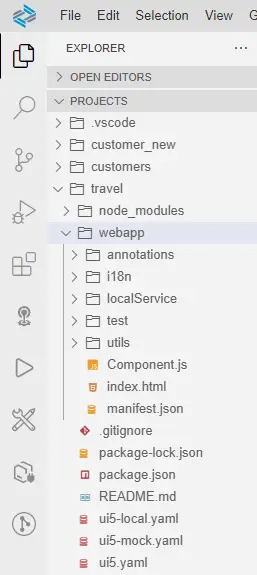 File Edit Selection View G
EXPLORER
OPEN EDITORS
PROJECTS
.vscode
customer_new
customers
travel
node_modules
webapp
annotations
i18n
localService
test
utils
Component.js
index.html
manifest.json
.gitignore
package-lock.json
package.json
README.md
ui5-local.yaml
ui5-mock.yaml
ui5.yaml